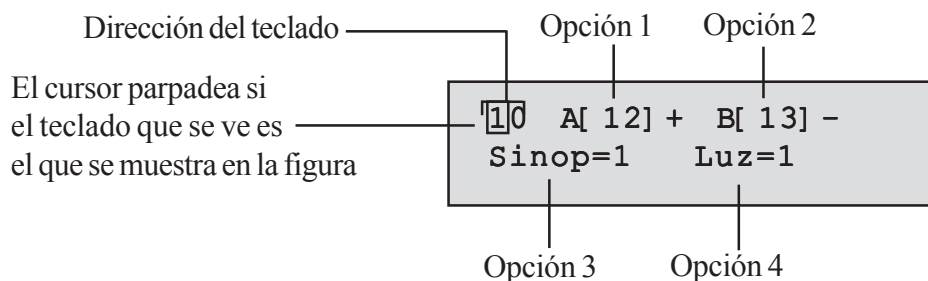 Dirección del teclado
Opción 1
Opción 2
El cursor parpadea si
el teclado que se ve es
el que se muestra en la figura
10 A[ 12] + B[ 13] −
Sinop=1 Luz=1
Opción 3
Opción 4